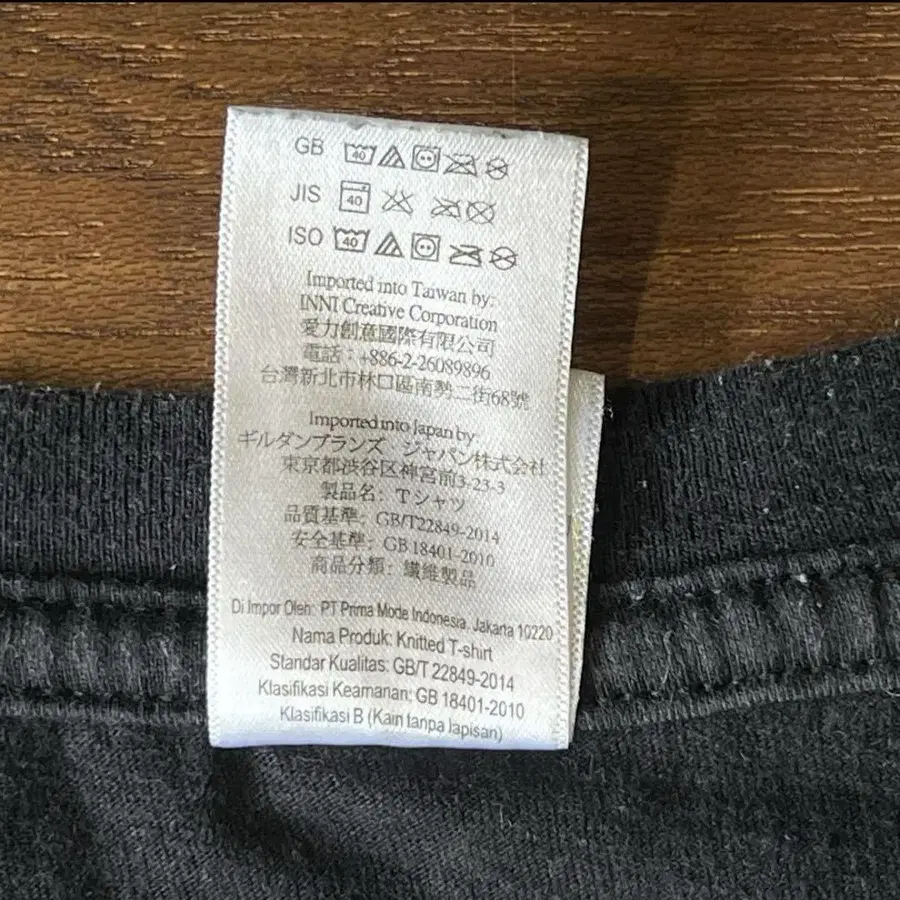 GB 40
JIS 40
ISO 40
Imported into Taiwan by:
INNI Creative Corporation
愛力創意國際有限公司
電話：+886-2-26089896
台灣新北市林口區南勢二街68號
Imported into Japan by:
ギルダンブランズ ジャパン株式会社
東京都渋谷区神宮前3-23-3
製品名: Tシャツ
品質基準: GB/T22849-2014
安全基準: GB 18401-2010
商品分類: 繊維製品
Di Impor Oleh: PT Prima Mode Indonesia, Jakarta 10220
Nama Produk: Knitted T-shirt
Standar Kualitas: GB/T 22849-2014
Klasifikasi Keamanan: GB 18401-2010
Klasifikasi B (Kain tanpa lapisan)